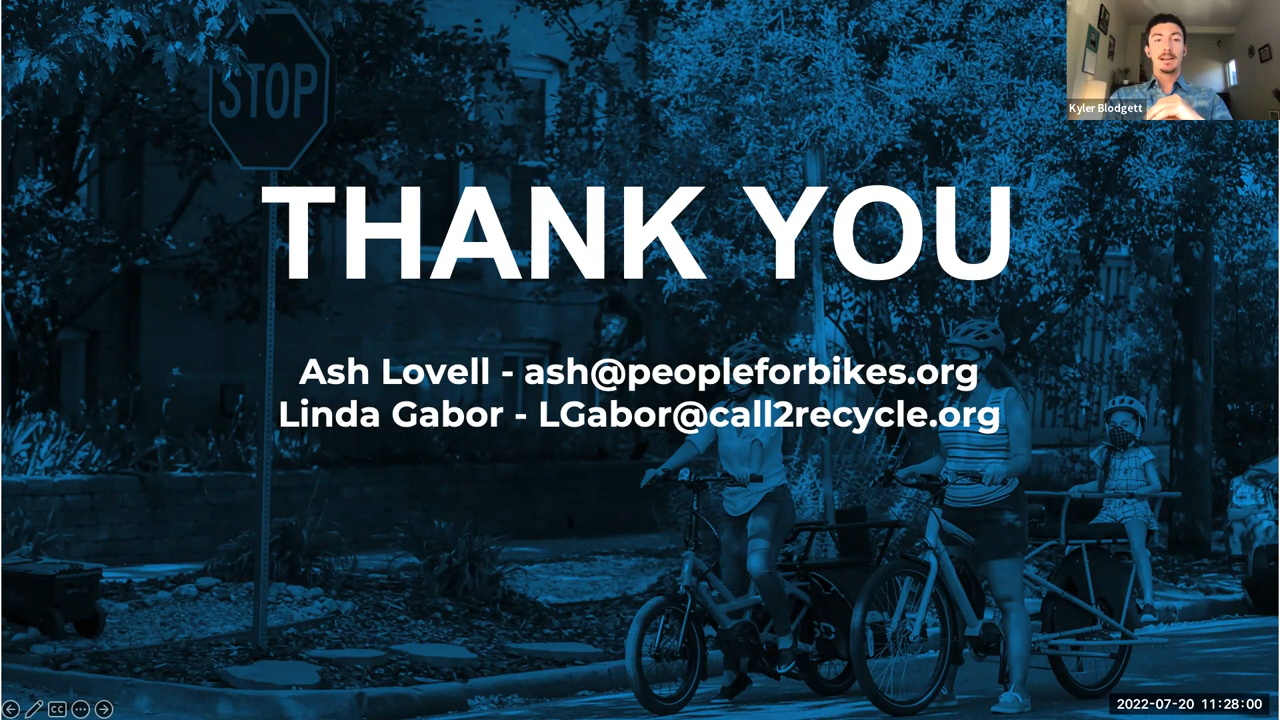 STOP
Kyler Blodgett
THANK YOU
Ash Lovell - ash@peopleforbikes.org
Linda Gabor - LGabor@call2recycle.org
CC
2022-07-20 11:28:00